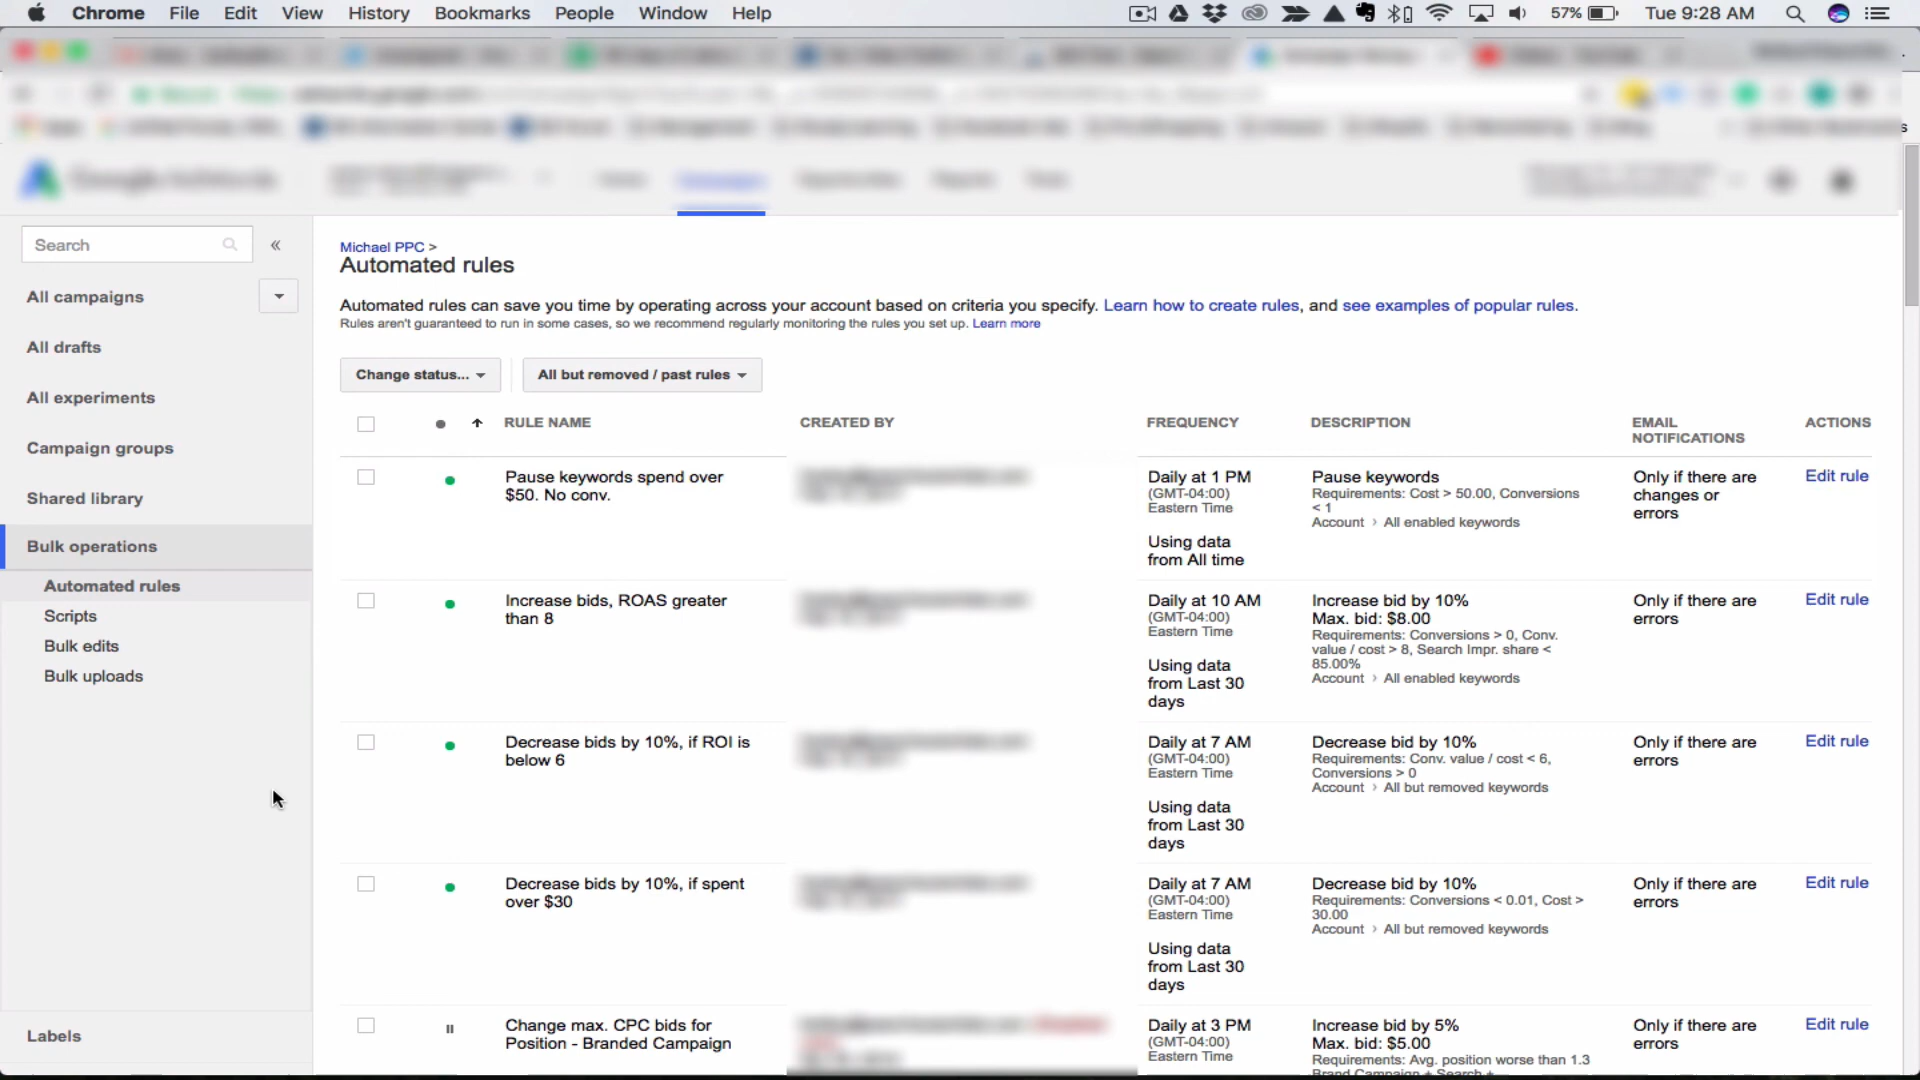 Chrome File Edit View History Bookmarks People Window Help 57% Tue 9:28 AM
Search «
Michael PPC >
Automated rules
All campaigns
Automated rules can save you time by operating across your account based on criteria you specify. Learn how to create rules, and see examples of popular rules.
Rules aren't guaranteed to run in some cases, so we recommend regularly monitoring the rules you set up. Learn more
All drafts
All experiments
Campaign groups
Shared library
Bulk operations
Automated rules
Scripts
Bulk edits
Bulk uploads
Labels
Change status... All but removed / past rules
RULE NAME CREATED BY FREQUENCY DESCRIPTION EMAIL NOTIFICATIONS ACTIONS
Pause keywords spend over
$50. No conv.
Daily at 1 PM
(GMT-04:00)
Eastern Time
Using data
from All time
Pause keywords
Requirements: Cost > 50.00, Conversions
< 1
Account › All enabled keywords
Only if there are
changes or
errors
Edit rule
Increase bids, ROAS greater
than 8
Daily at 10 AM
(GMT-04:00)
Eastern Time
Using data
from Last 30
days
Increase bid by 10%
Max. bid: $8.00
Requirements: Conversions > 0, Conv.
value / cost > 8, Search Impr. share <
85.00%
Account › All enabled keywords
Only if there are
errors
Edit rule
Decrease bids by 10%, if ROI is
below 6
Daily at 7 AM
(GMT-04:00)
Eastern Time
Using data
from Last 30
days
Decrease bid by 10%
Requirements: Conv. value / cost < 6,
Conversions > 0
Account › All but removed keywords
Only if there are
errors
Edit rule
Decrease bids by 10%, if spent
over $30
Daily at 7 AM
(GMT-04:00)
Eastern Time
Using data
from Last 30
days
Decrease bid by 10%
Requirements: Conversions < 0.01, Cost >
30.00
Account › All but removed keywords
Only if there are
errors
Edit rule
Change max. CPC bids for
Position - Branded Campaign
Daily at 3 PM
(GMT-04:00)
Eastern Time
Increase bid by 5%
Max. bid: $5.00
Requirements: Avg. position worse than 1.3
Brand Campaign + Search +
Only if there are
errors
Edit rule